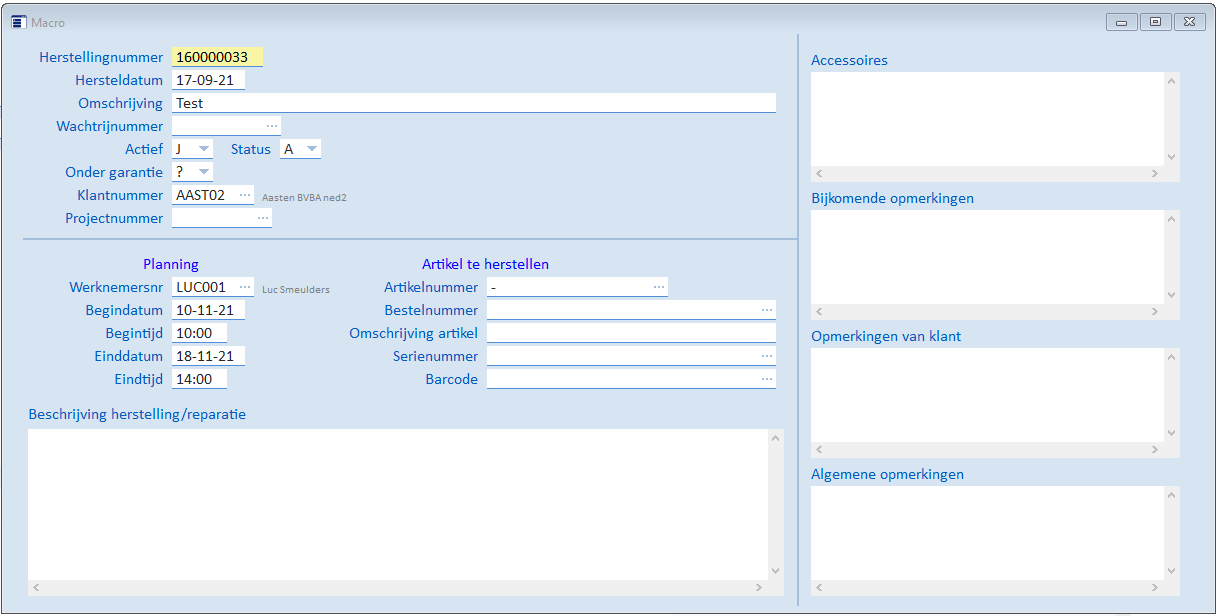 Macro
Herstellingnummer 160000033
Hersteldatum 17-09-21
Omschrijving Test
Wachtrijnummer ...
Actief J Status A
Onder garantie ?
Klantnummer AAST02 ... Aasten BVBA ned2
Projectnummer ...
Planning
Werknemersnr LUC001 ... Luc Smeulders
Begindatum 10-11-21
Begintijd 10:00
Einddatum 18-11-21
Eindtijd 14:00
Artikel te herstellen
Artikelnummer - ...
Bestelnummer ...
Omschrijving artikel
Serienummer ...
Barcode ...
Beschrijving herstelling/reparatie
Accessoires
Bijkomende opmerkingen
Opmerkingen van klant
Algemene opmerkingen